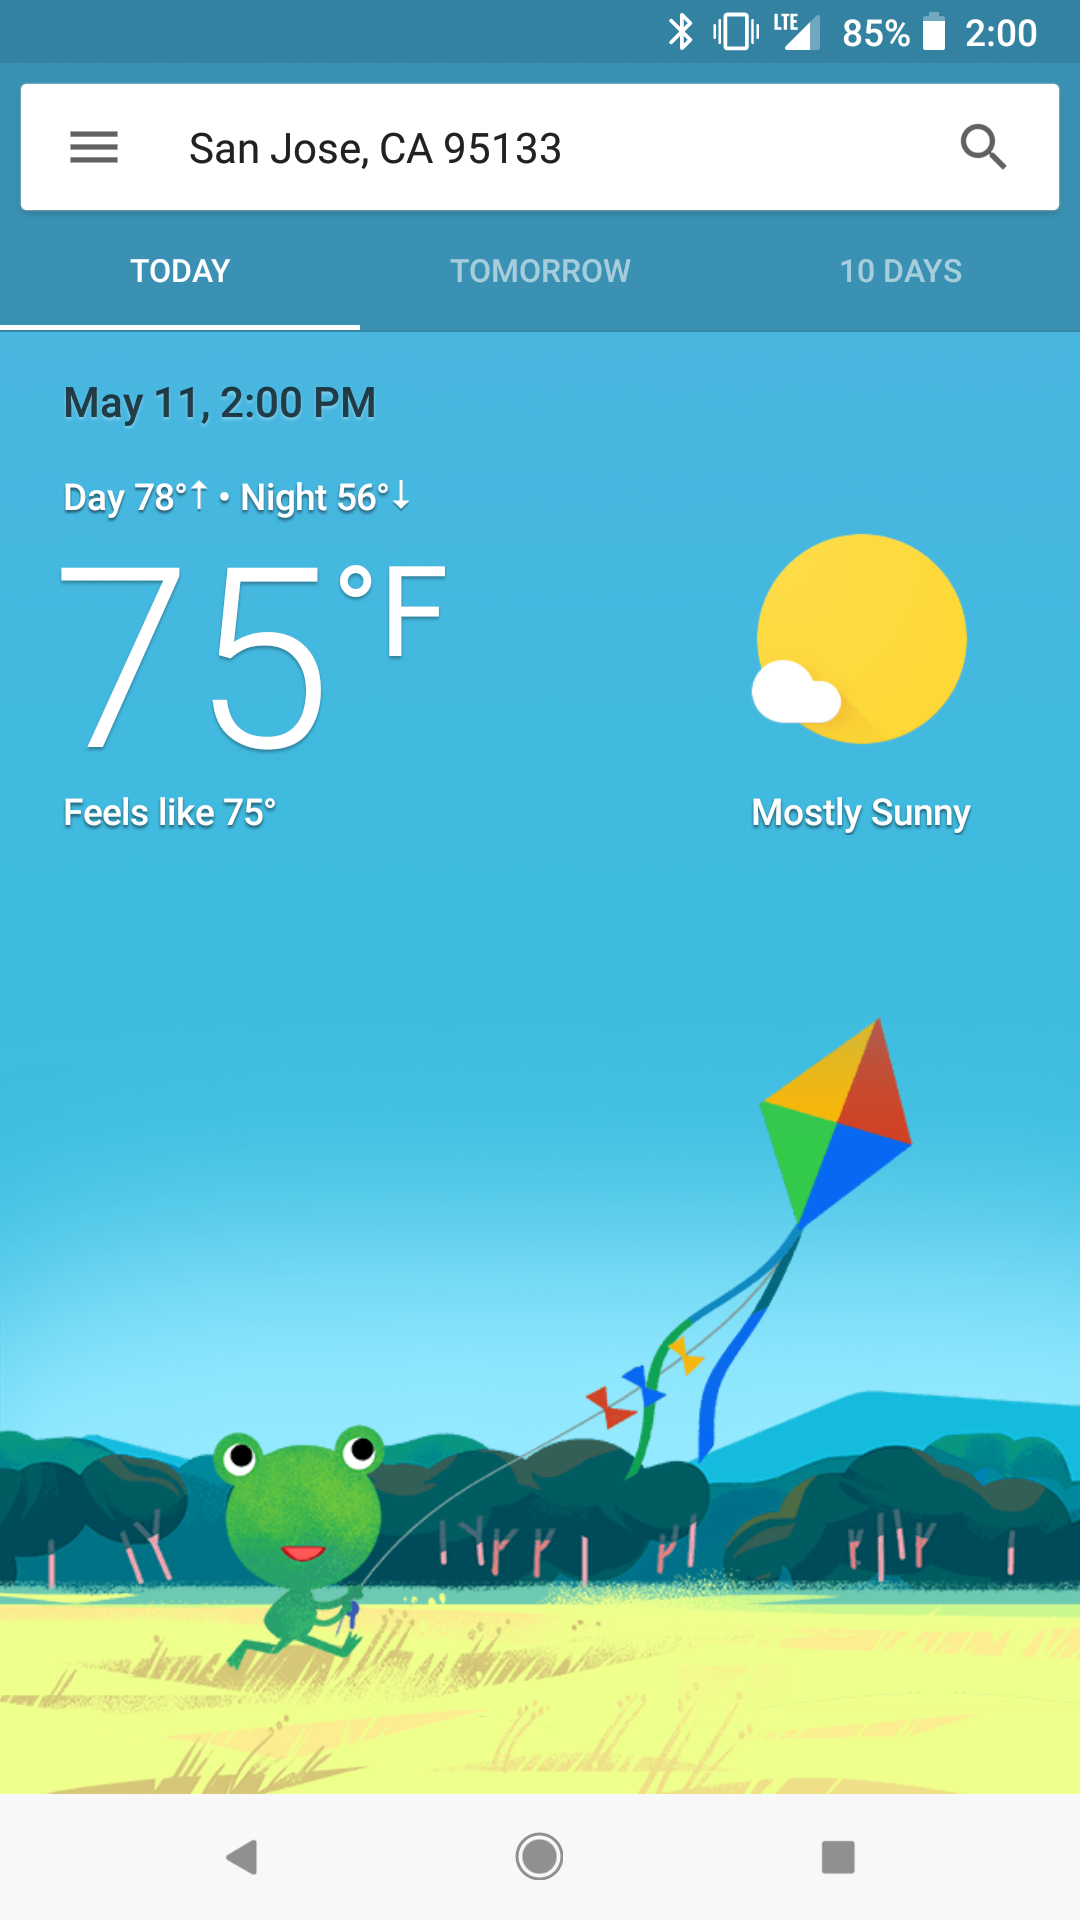 LTE 85% 2:00
San Jose, CA 95133
TODAY TOMORROW 10 DAYS
May 11, 2:00 PM
Day 78°↑ • Night 56°↓
75°F
Feels like 75°
Mostly Sunny